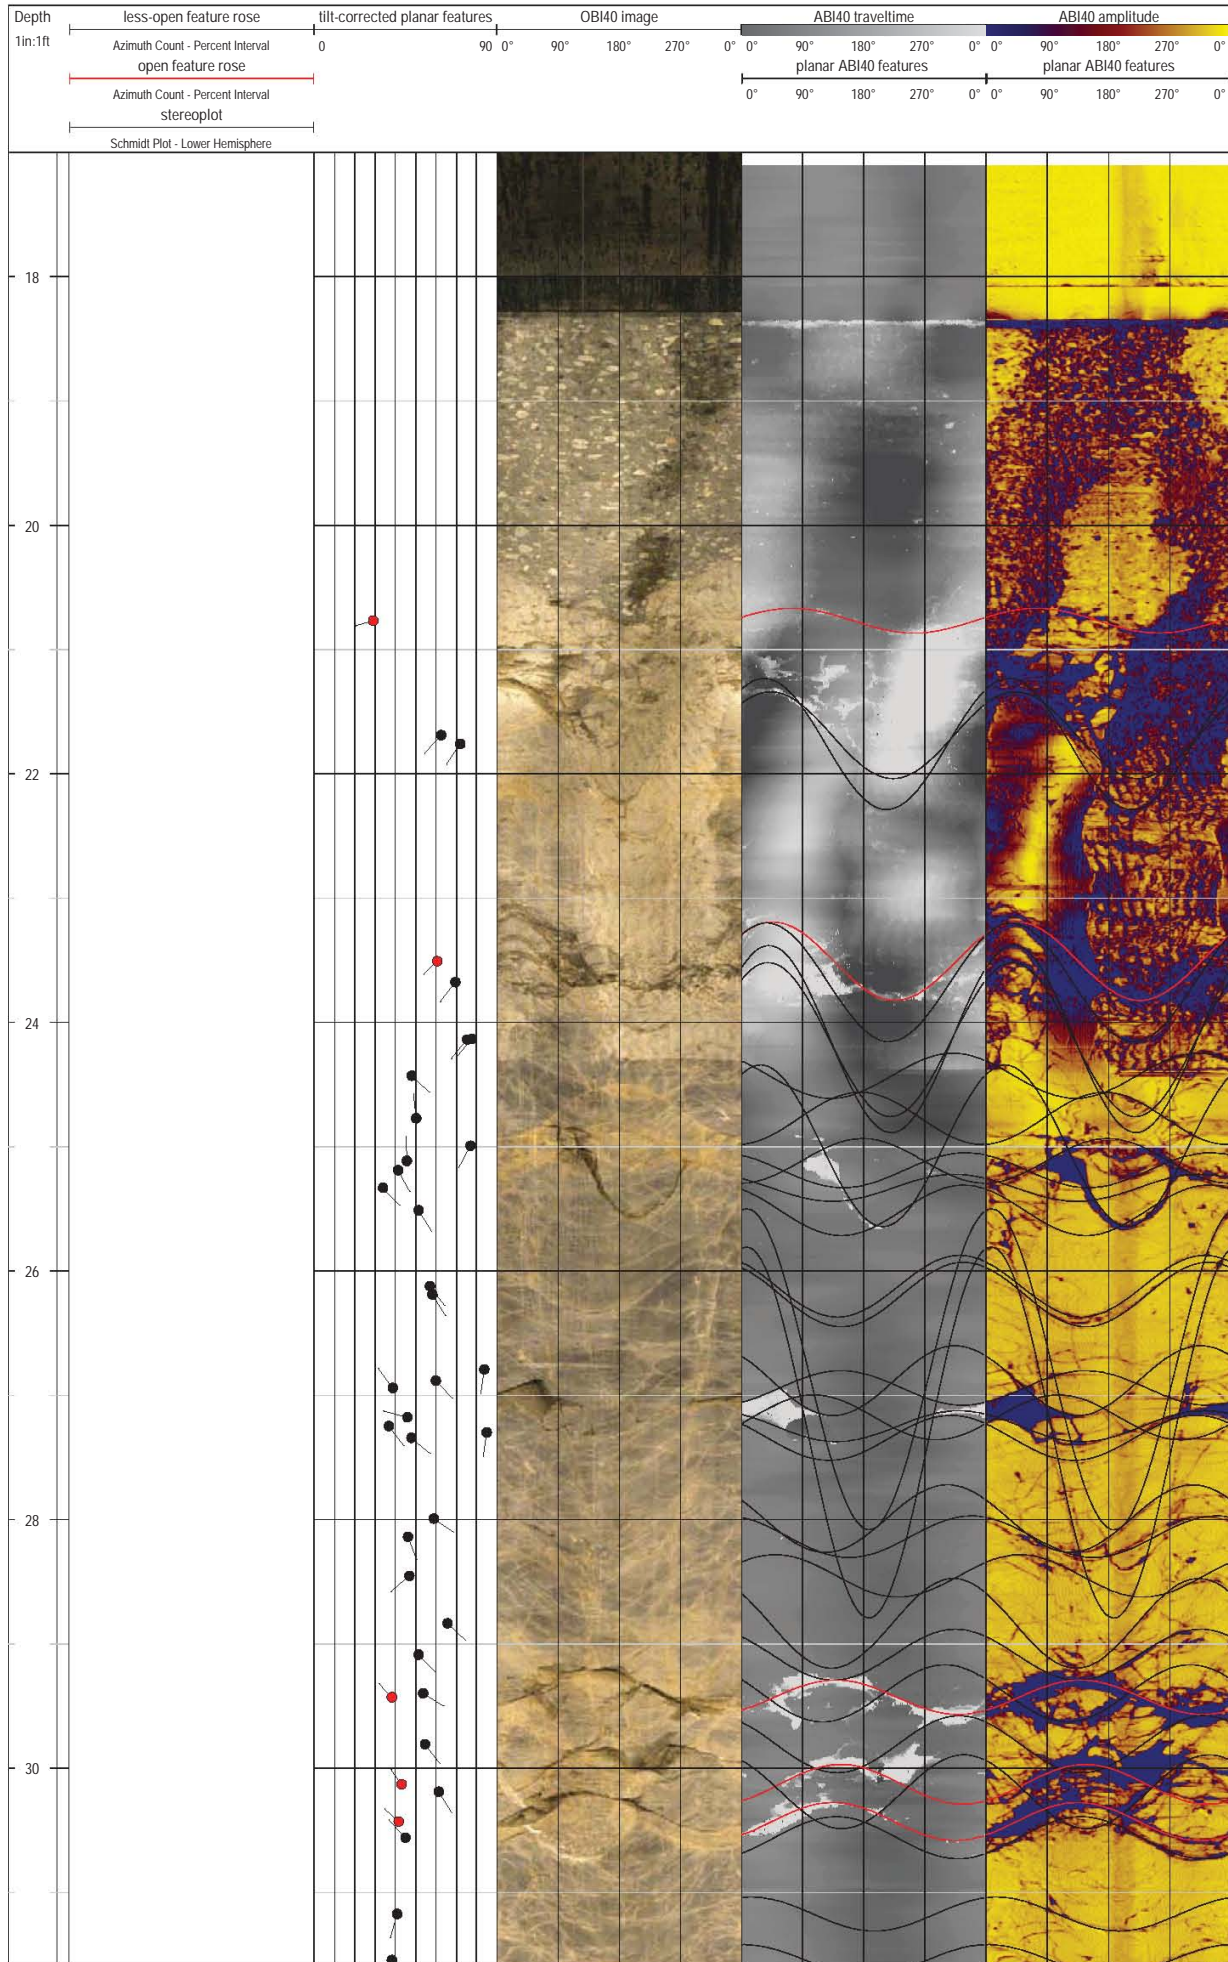 Depth
1in:1ft
less-open feature rose
Azimuth Count - Percent Interval
open feature rose
Azimuth Count - Percent Interval
stereoplot
Schmidt Plot - Lower Hemisphere
tilt-corrected planar features
0 90
OBI40 image
0° 90° 180° 270° 0°
ABI40 traveltime
0° 90° 180° 270° 0°
planar ABI40 features
0° 90° 180° 270° 0°
ABI40 amplitude
0° 90° 180° 270° 0°
planar ABI40 features
0° 90° 180° 270° 0°
18
20
22
24
26
28
30